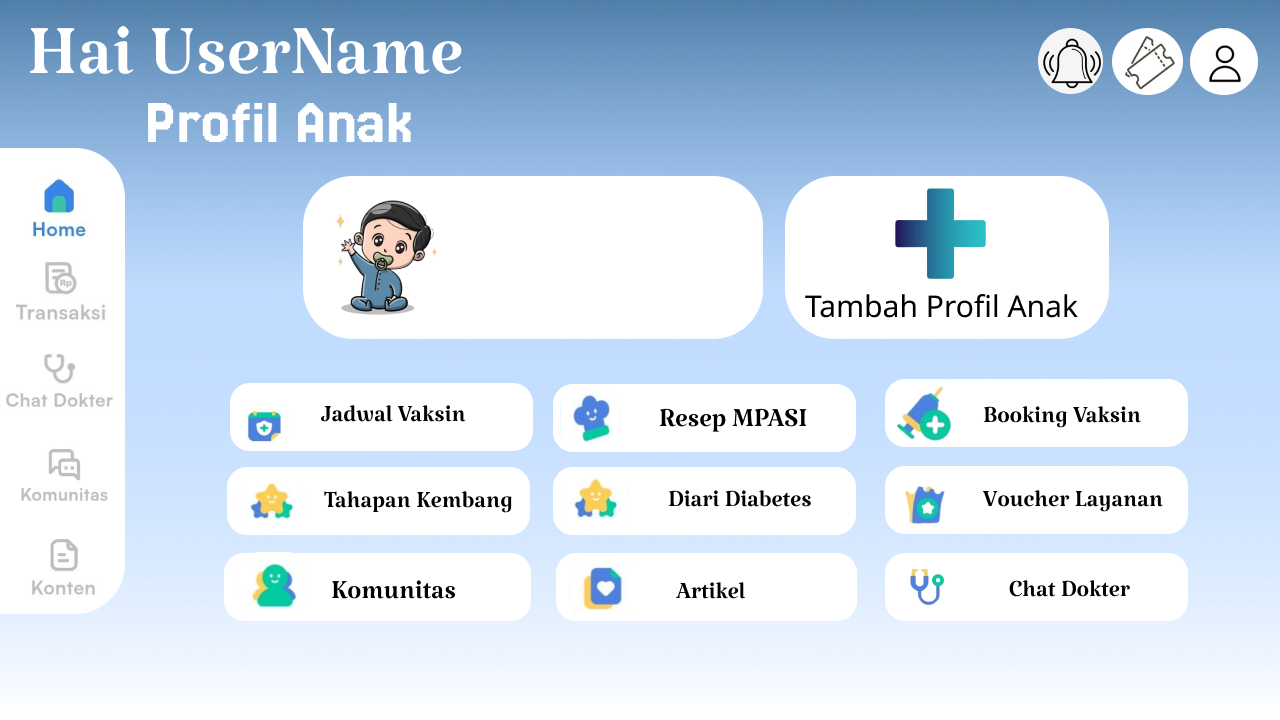 Hai UserName
Profil Anak
Home
Transaksi
Rp
Chat Dokter
Komunitas
Konten
Tambah Profil Anak
Jadwal Vaksin
Resep MPASI
Booking Vaksin
Tahapan Kembang
Diari Diabetes
Voucher Layanan
Komunitas
Artikel
Chat Dokter